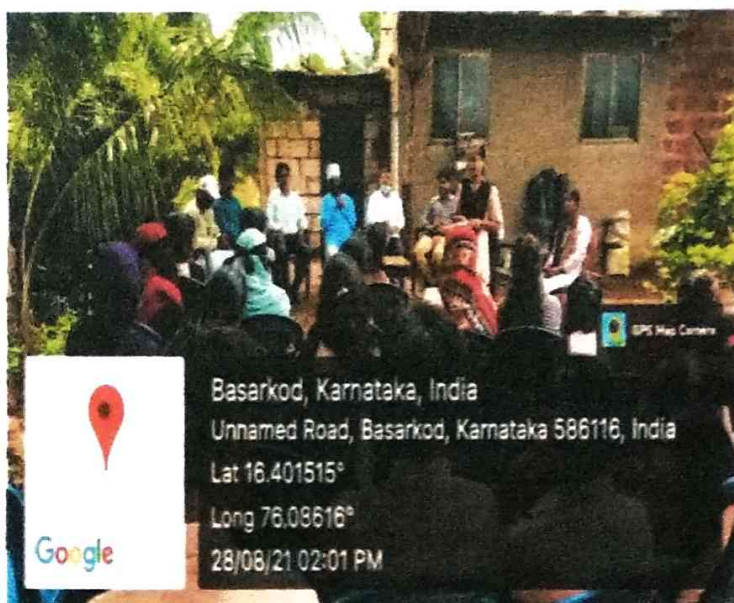 GPS Map Camera
Basarkod, Karnataka, India
Unnamed Road, Basarkod, Karnataka 586116, India
Lat 16.401515°
Long 76.08616°
28/08/21 02:01 PM
Google